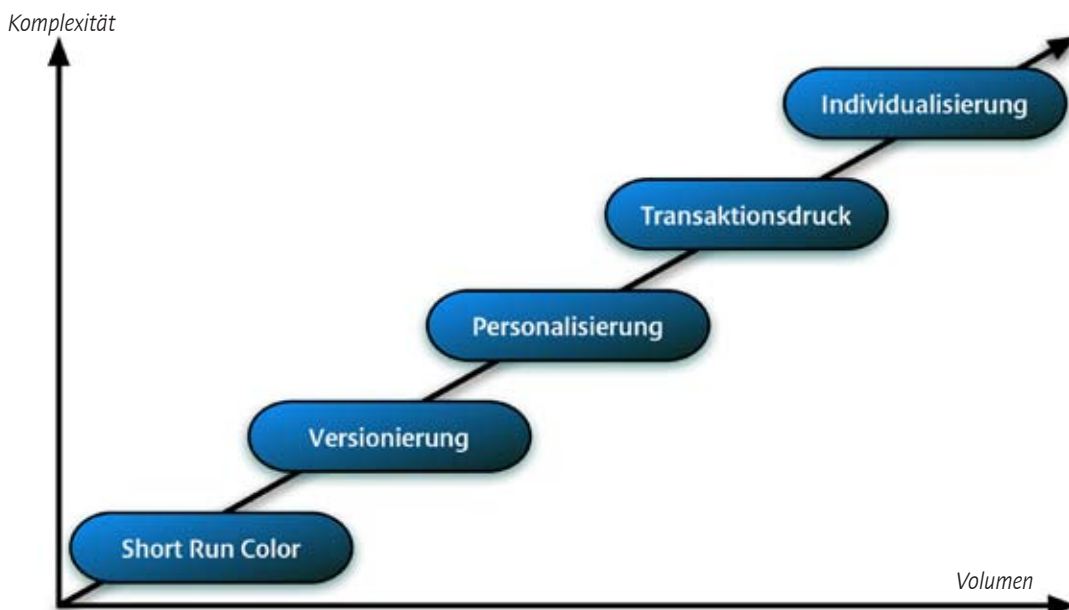 Komplexität
Individualisierung
Transaktionsdruck
Personalisierung
Versionierung
Short Run Color
Volumen